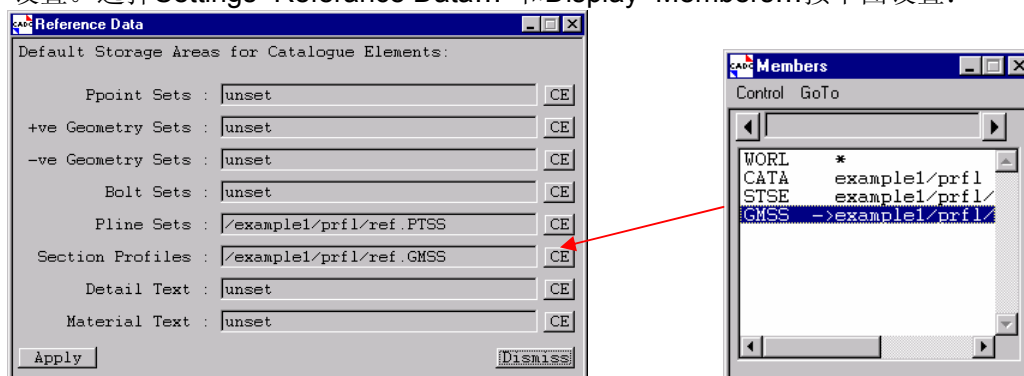 设置。选择Settings>Referance Data... 和Display>Members...按下图设置:
Reference Data
Default Storage Areas for Catalogue Elements:
Ppoint Sets : unset CE
+ve Geometry Sets : unset CE
-ve Geometry Sets : unset CE
Bolt Sets : unset CE
Pline Sets : /example1/prfl/ref.PTSS CE
Section Profiles : /example1/prfl/ref.GMSS CE
Detail Text : unset CE
Material Text : unset CE
Apply Dismiss
Members
Control GoTo
WORL *
CATA example1/prfl
STSE example1/prfl/
GMSS ->example1/prfl/